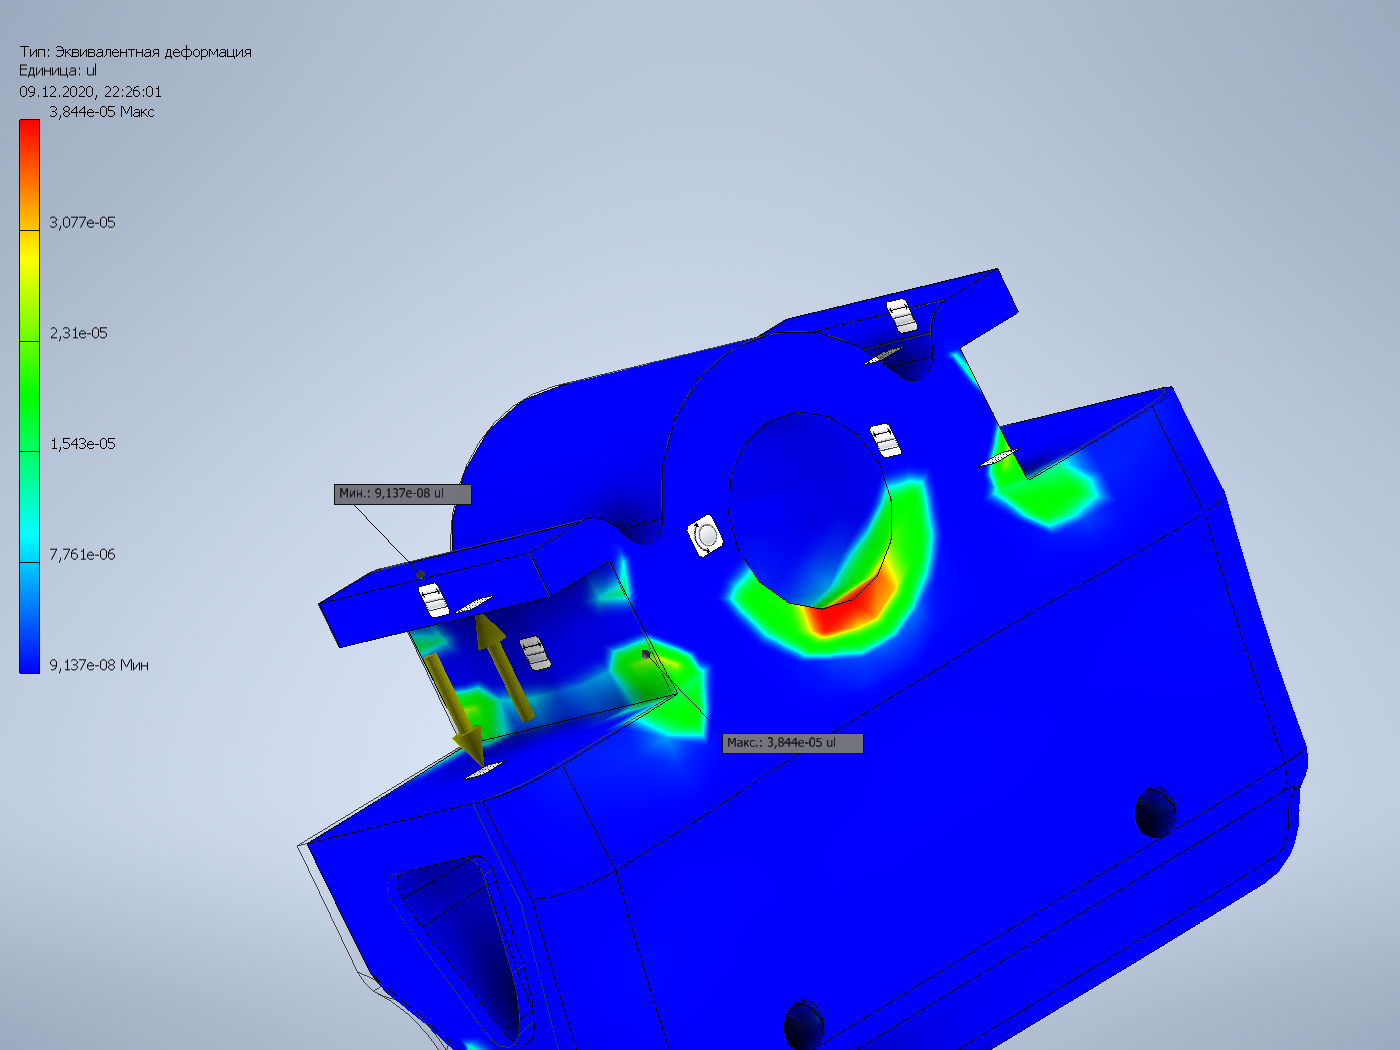 Тип: Эквивалентная деформация
Единица: ul
09.12.2020, 22:26:01
3,844e-05 Макс
3,077e-05
2,31e-05
1,543e-05
7,761e-06
9,137e-08 Мин
Мин.: 9,137e-08 ul
Макс.: 3,844e-05 ul